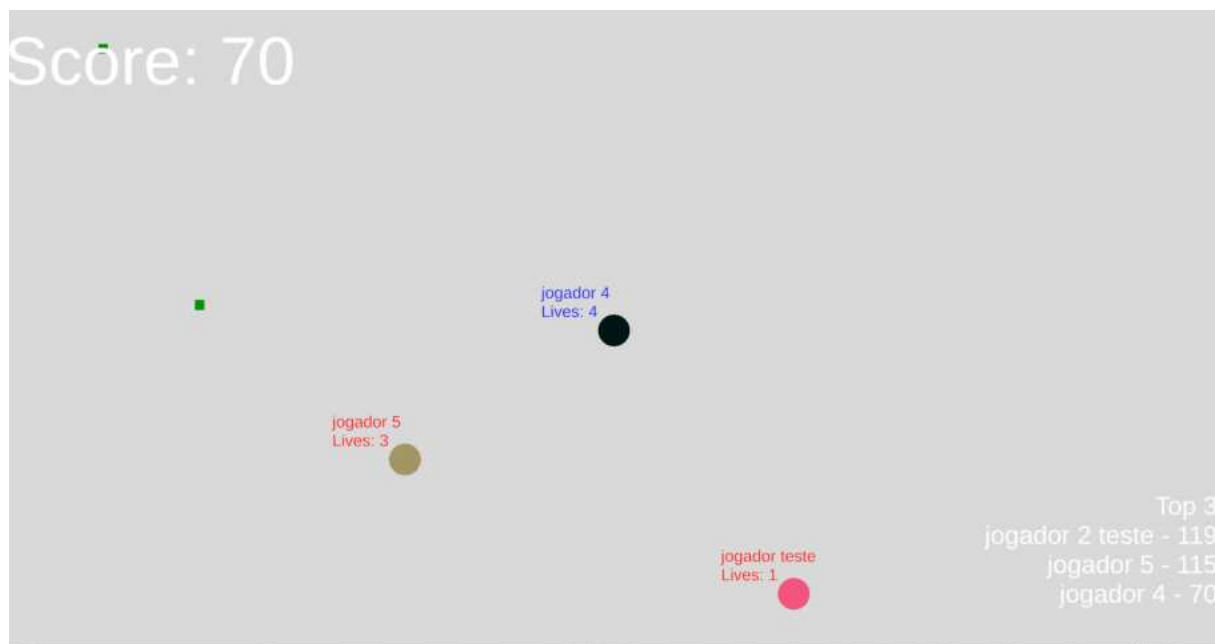 Score: 70
jogador 4
Lives: 4
jogador 5
Lives: 3
jogador teste
Lives: 1
Top 3
jogador 2 teste - 119
jogador 5 - 115
jogador 4 - 70